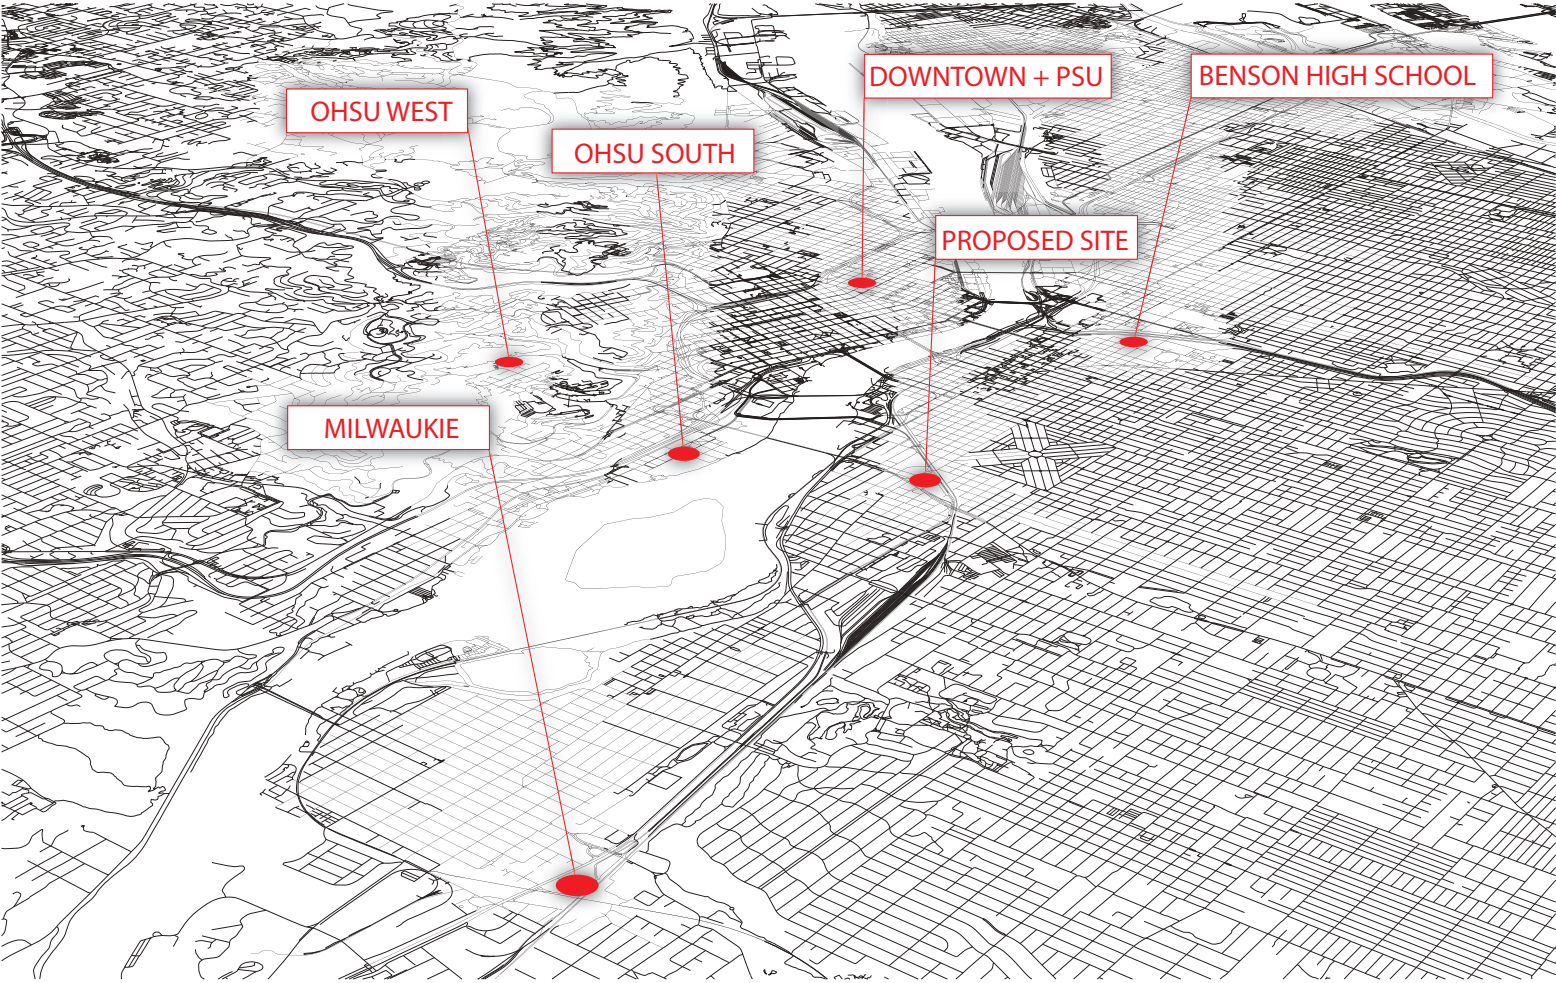 DOWNTOWN + PSU
BENSON HIGH SCHOOL
OHSU WEST
OHSU SOUTH
PROPOSED SITE
MILWAUKIE